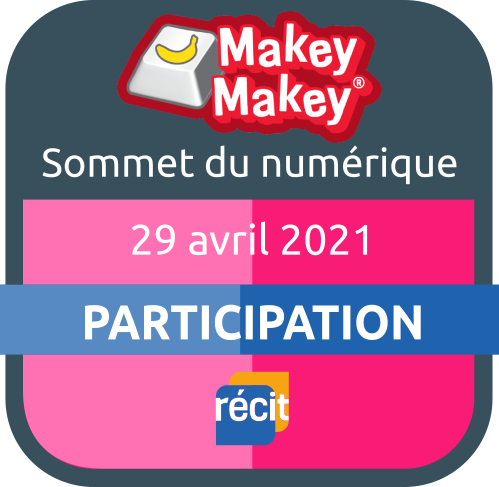 Makey
Makey®
Sommet du numérique
29 avril 2021
PARTICIPATION
récit